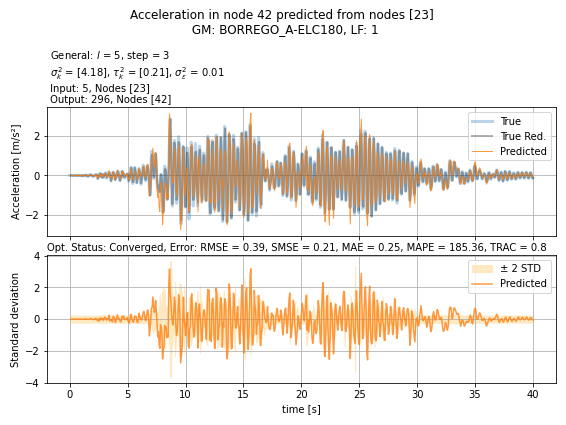 Acceleration in node 42 predicted from nodes [23]
GM: BORREGO_A-ELC180, LF: 1
General: l = 5, step = 3
σ²ₖ = [4.18], τ²ₖ = [0.21], σ²ε = 0.01
Input: 5, Nodes [23]
Output: 296, Nodes [42]
Acceleration [m/s²]
2
0
−2
True
True Red.
Predicted
Opt. Status: Converged, Error: RMSE = 0.39, SMSE = 0.21, MAE = 0.25, MAPE = 185.36, TRAC = 0.8
Standard deviation
4
2
0
−2
−4
± 2 STD
Predicted
0 5 10 15 20 25 30 35 40
time [s]